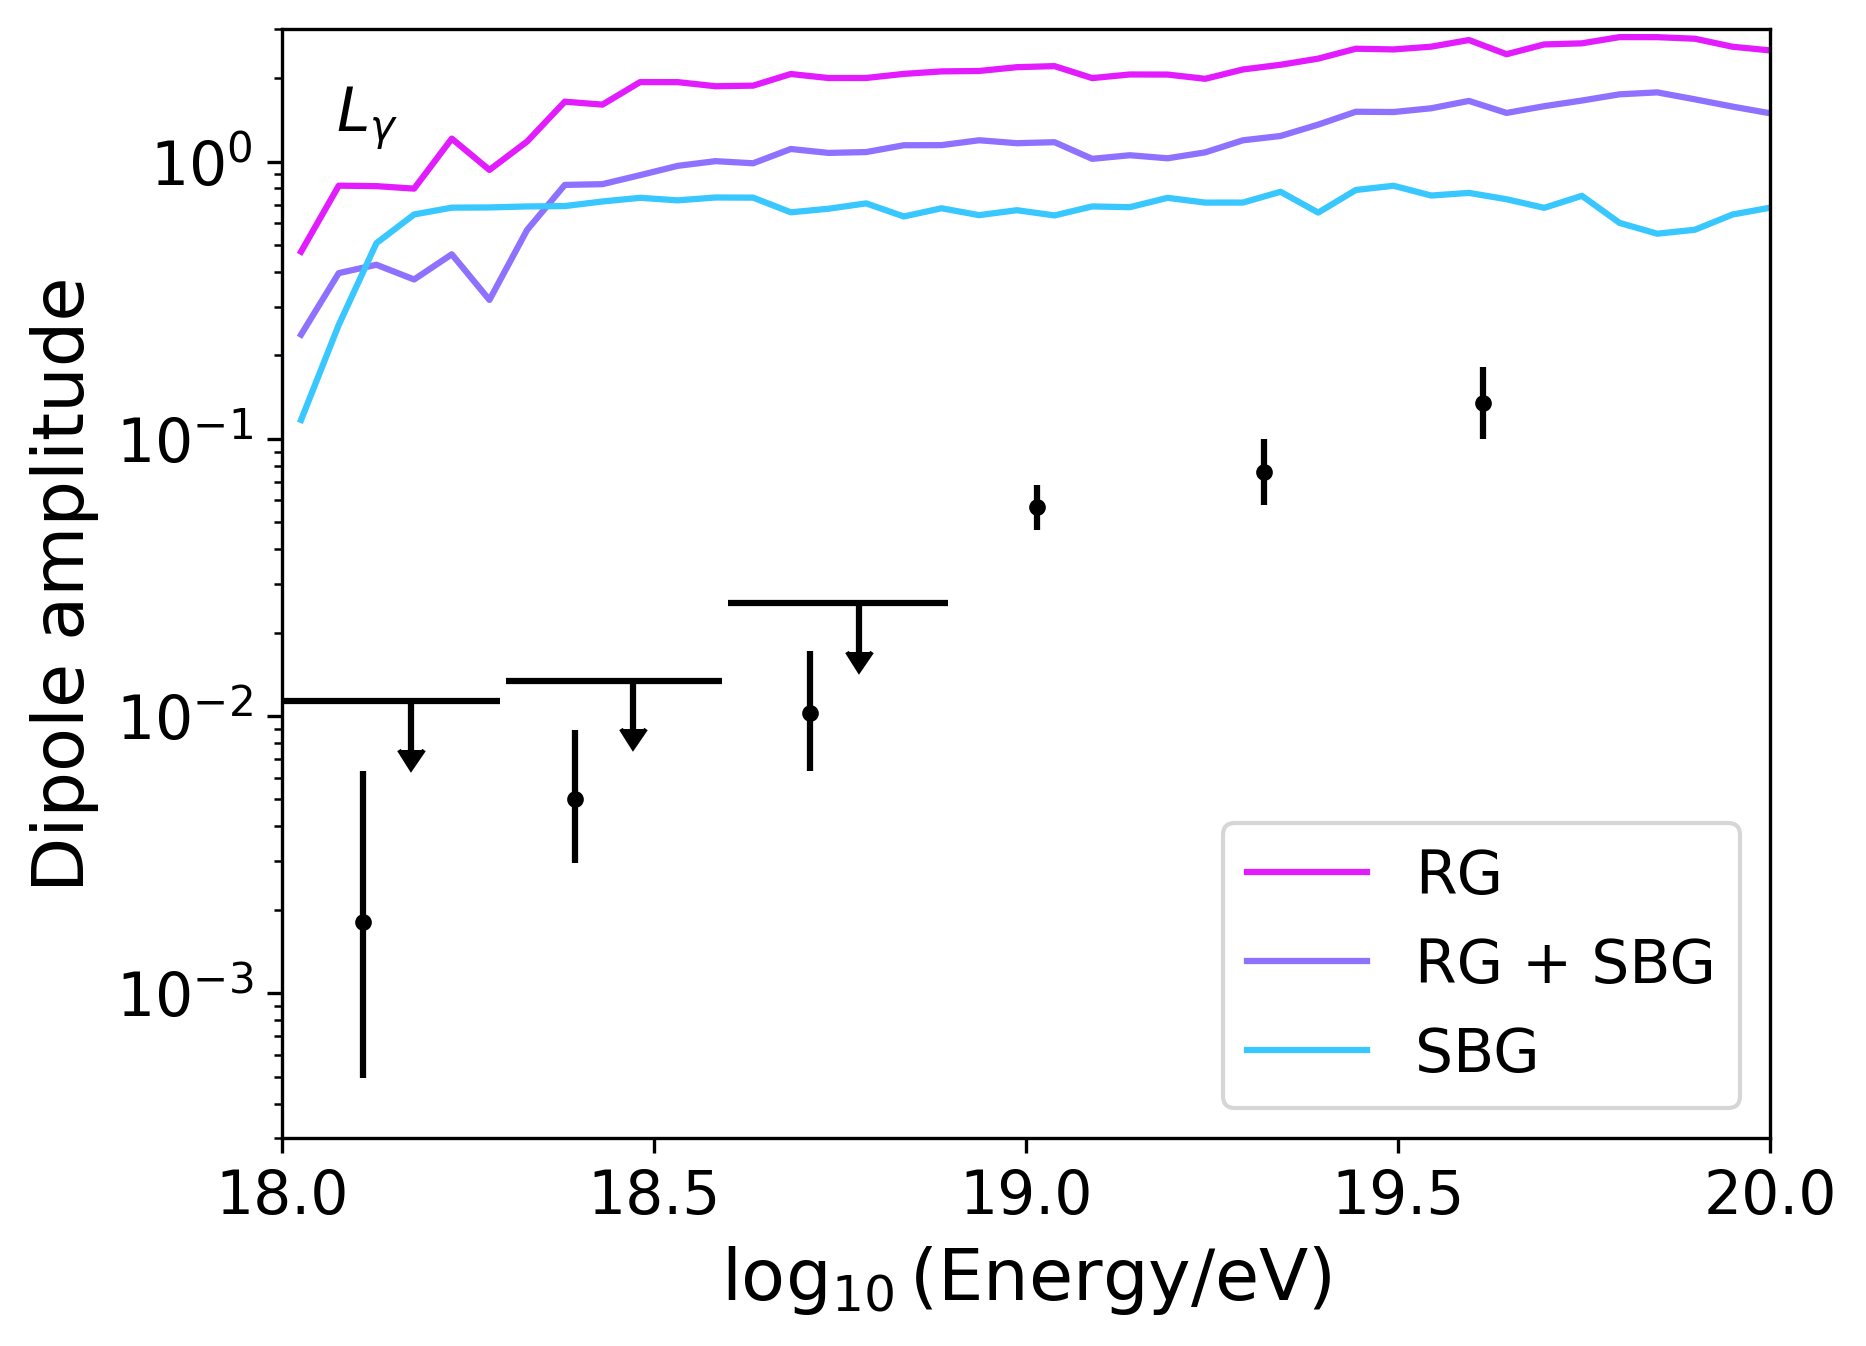 L_γ
10^0
10^−1
10^−2
10^−3
Dipole amplitude
RG
RG + SBG
SBG
18.0 18.5 19.0 19.5 20.0
log_10 (Energy/eV)